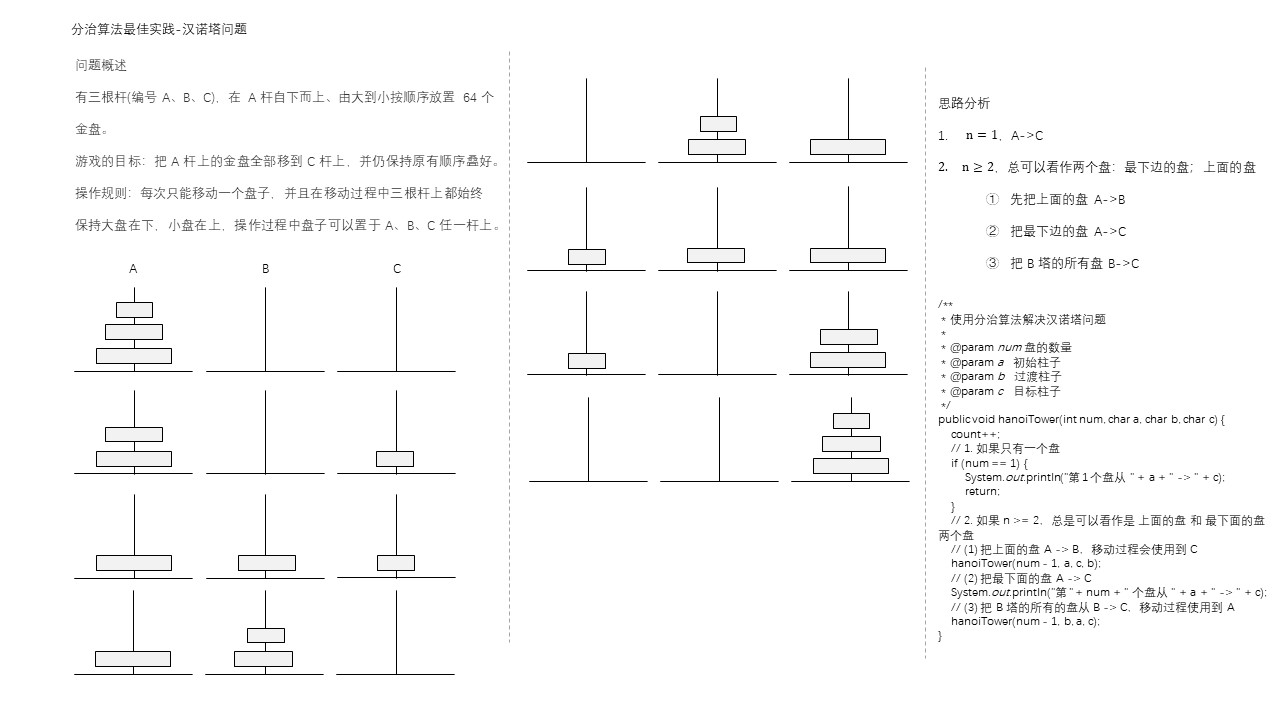 分治算法最佳实践-汉诺塔问题
问题概述
有三根杆(编号 A、B、C)，在 A 杆自下而上、由大到小按顺序放置 64 个
金盘。
游戏的目标：把 A 杆上的金盘全部移到 C 杆上，并仍保持原有顺序叠好。
操作规则：每次只能移动一个盘子，并且在移动过程中三根杆上都始终
保持大盘在下，小盘在上，操作过程中盘子可以置于 A、B、C 任一杆上。
A B C
思路分析
1. n = 1，A->C
2. n ≥ 2，总可以看作两个盘：最下边的盘；上面的盘
① 先把上面的盘 A->B
② 把最下边的盘 A->C
③ 把 B 塔的所有盘 B->C
/**
* 使用分治算法解决汉诺塔问题
*
* @param num 盘的数量
* @param a 初始柱子
* @param b 过渡柱子
* @param c 目标柱子
*/
public void hanoiTower(int num, char a, char b, char c) {
count++;
// 1. 如果只有一个盘
if (num == 1) {
System.out.println("第 1 个盘从 " + a + " -> " + c);
return;
}
// 2. 如果 n >= 2，总是可以看作是 上面的盘 和 最下面的盘
两个盘
// (1) 把上面的盘 A -> B，移动过程会使用到 C
hanoiTower(num - 1, a, c, b);
// (2) 把最下面的盘 A -> C
System.out.println("第 " + num + " 个盘从 " + a + " -> " + c);
// (3) 把 B 塔的所有的盘从 B -> C，移动过程使用到 A
hanoiTower(num - 1, b, a, c);
}